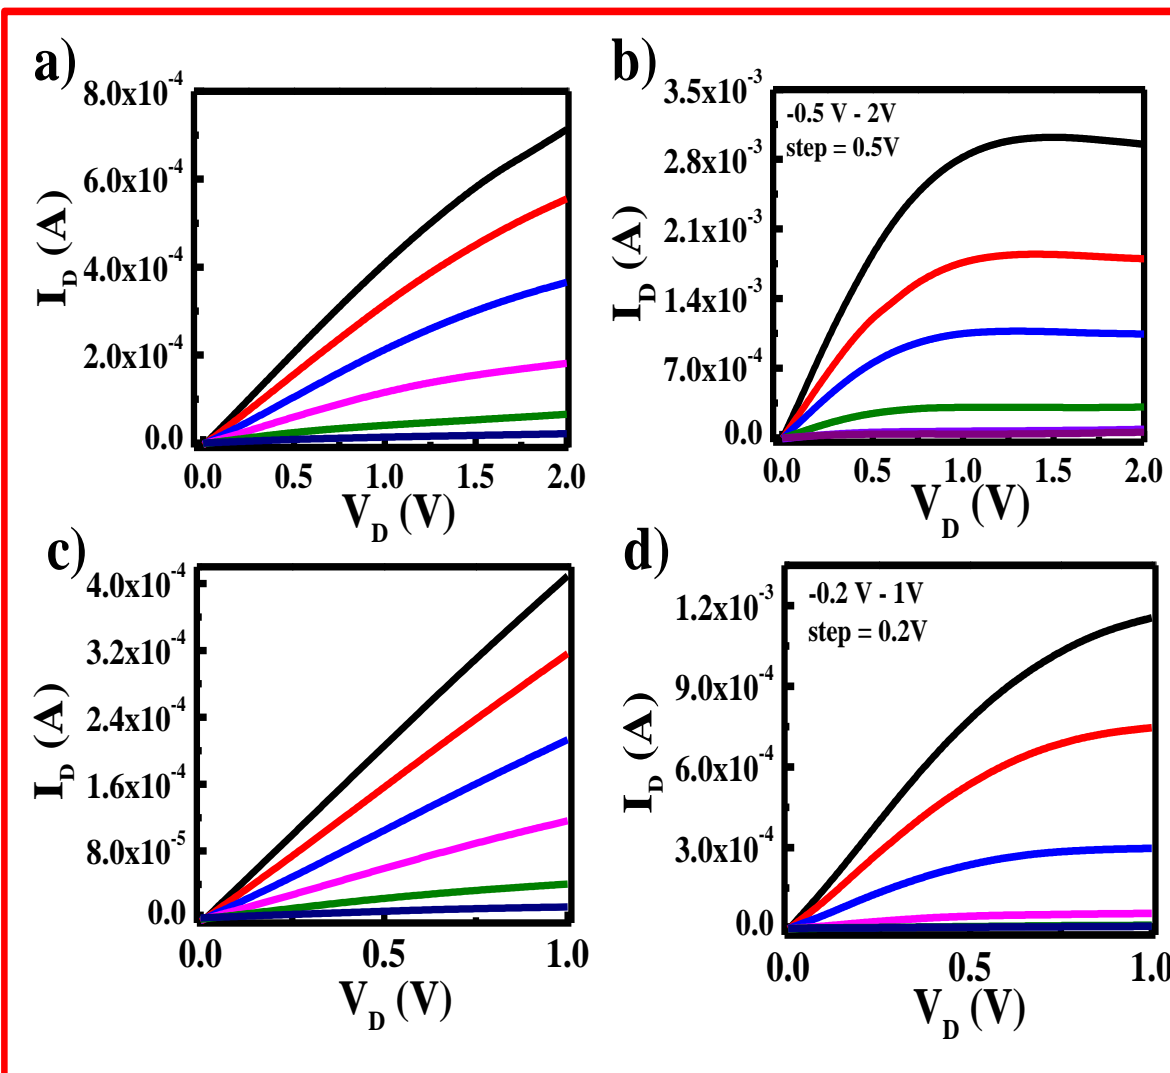 a)
8.0x10⁻⁴
6.0x10⁻⁴
4.0x10⁻⁴
2.0x10⁻⁴
0.0
I_D (A)
0.0 0.5 1.0 1.5 2.0
V_D (V)
b)
3.5x10⁻³
2.8x10⁻³
2.1x10⁻³
1.4x10⁻³
7.0x10⁻⁴
0.0
I_D (A)
-0.5 V - 2V
step = 0.5V
0.0 0.5 1.0 1.5 2.0
V_D (V)
c)
4.0x10⁻⁴
3.2x10⁻⁴
2.4x10⁻⁴
1.6x10⁻⁴
8.0x10⁻⁵
0.0
I_D (A)
0.0 0.5 1.0
V_D (V)
d)
1.2x10⁻³
9.0x10⁻⁴
6.0x10⁻⁴
3.0x10⁻⁴
0.0
I_D (A)
-0.2 V - 1V
step = 0.2V
0.0 0.5 1.0
V_D (V)